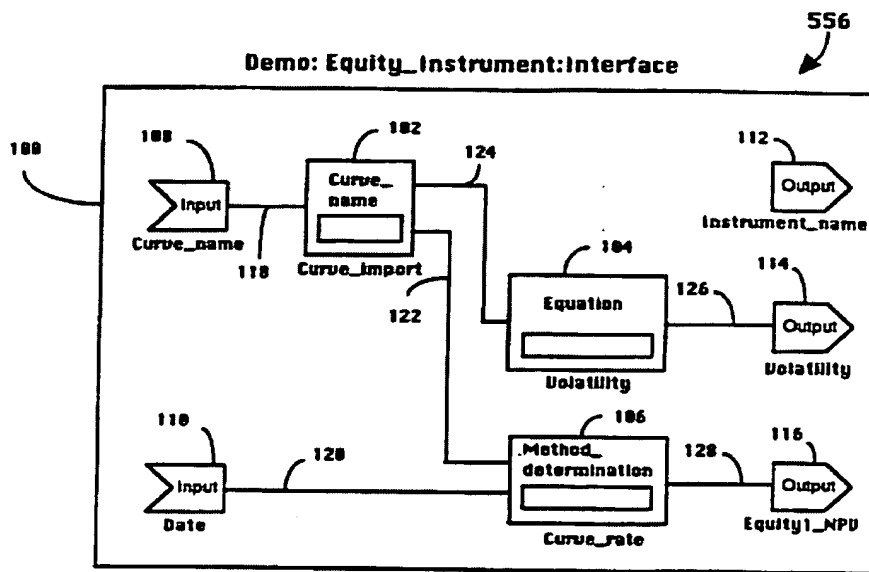 556
Demo: Equity_Instrument:Interface
100
108
Input
Curve_name
118
102
Curve_
name
Curve_import
124
122
112
Output
Instrument_name
104
Equation
Volatility
126
114
Output
Volatility
110
Input
Date
120
106
Method_
determination
Curve_rate
128
116
Output
Equity1_NPV